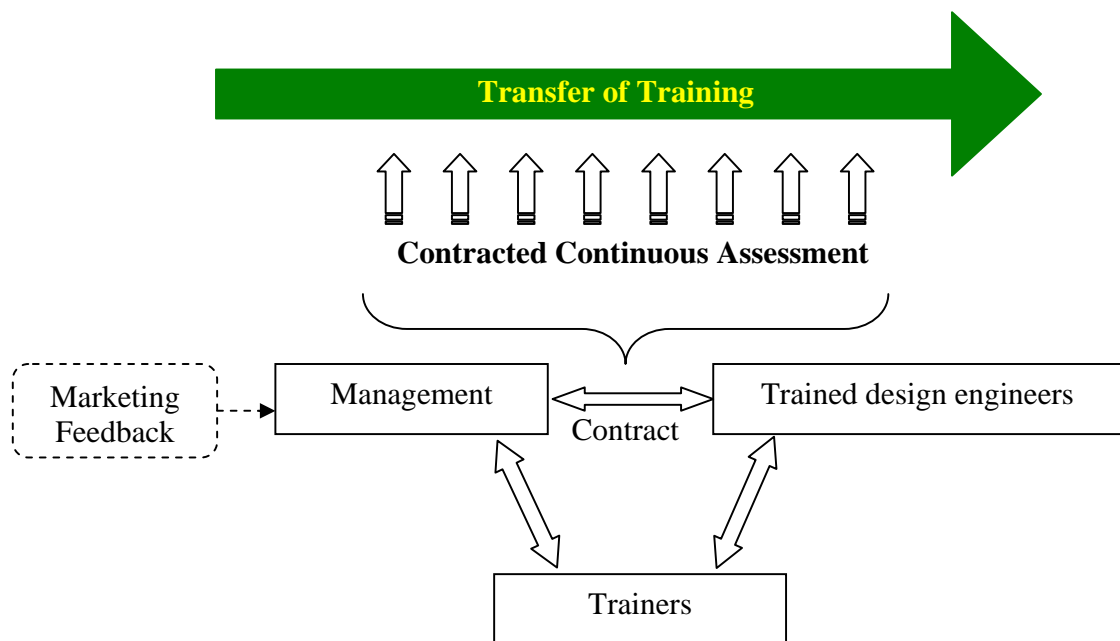 Transfer of Training
Contracted Continuous Assessment
Marketing
Feedback
Management
Contract
Trained design engineers
Trainers